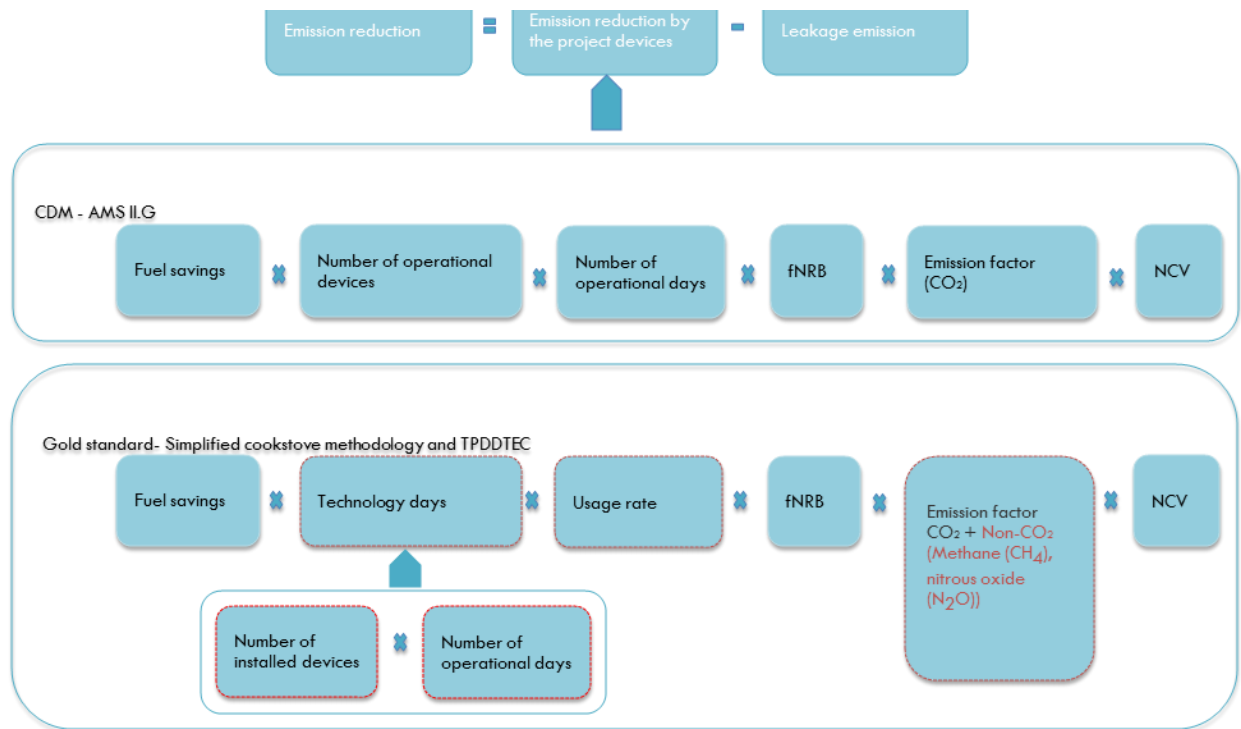 Emission reduction
=
Emission reduction by
the project devices
-
Leakage emission
CDM - AMS II.G
Fuel savings
×
Number of operational
devices
×
Number of
operational days
×
fNRB
×
Emission factor
(CO₂)
×
NCV
Gold standard- Simplified cookstove methodology and TPDDTEC
Fuel savings
×
Technology days
×
Usage rate
×
fNRB
×
Emission factor
CO₂ + Non-CO₂
(Methane (CH₄),
nitrous oxide
(N₂O))
×
NCV
Number of
installed devices
×
Number of
operational days